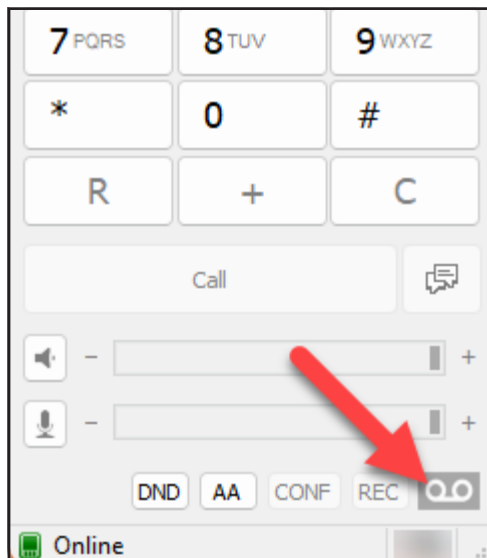 7 PQRS 8 TUV 9 WXYZ
* 0 #
R + C
Call
- +
- +
DND AA CONF REC
Online